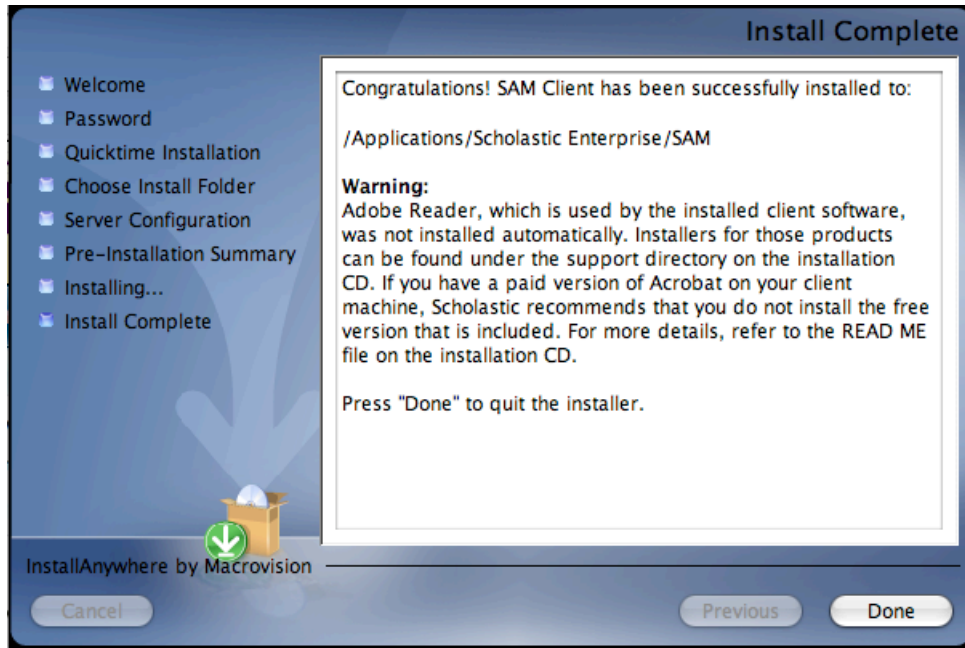 Install Complete
Welcome
Password
Quicktime Installation
Choose Install Folder
Server Configuration
Pre-Installation Summary
Installing...
Install Complete
Congratulations! SAM Client has been successfully installed to:
/Applications/Scholastic Enterprise/SAM
Warning:
Adobe Reader, which is used by the installed client software,
was not installed automatically. Installers for those products
can be found under the support directory on the installation
CD. If you have a paid version of Acrobat on your client
machine, Scholastic recommends that you do not install the free
version that is included. For more details, refer to the READ ME
file on the installation CD.
Press "Done" to quit the installer.
InstallAnywhere by Macrovision
Cancel
Previous
Done